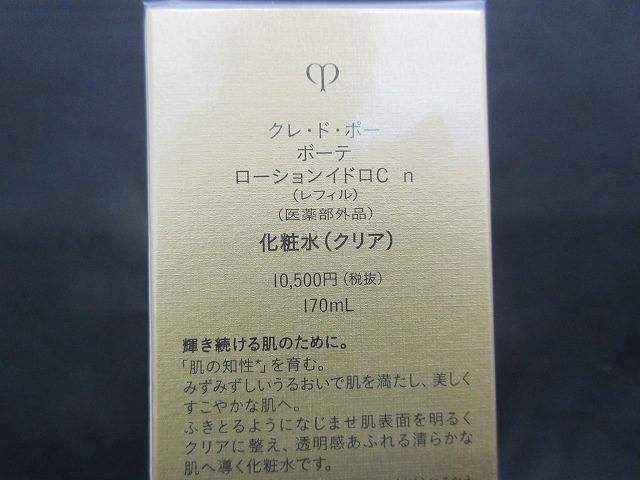 クレ・ド・ポー
ボーテ
ローションイドロC n
（レフィル）
（医薬部外品）
化粧水（クリア）
10,500円（税抜）
170mL
輝き続ける肌のために。
「肌の知性*」を育む。
みずみずしいうるおいで肌を満たし、美しく
すこやかな肌へ。
ふきとるようになじませ肌表面を明るく
クリアに整え、透明感あふれる清らかな
肌へ導く化粧水です。